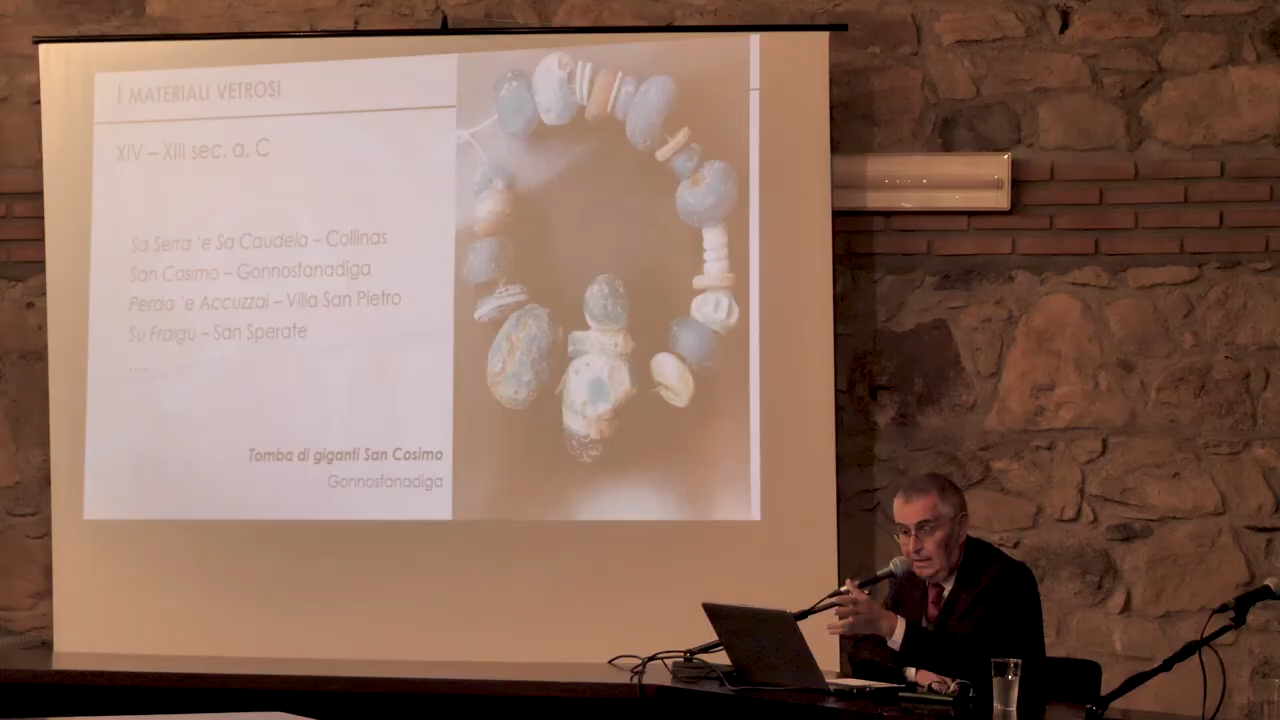 I MATERIALI VETROSI
XIV – XIII sec. a. C
Sa Serra 'e Sa Caudela – Collinas
San Cosimo – Gonnosfanadiga
Perda 'e Accuzzai – Villa San Pietro
Su Fraigu – San Sperate
....
Tomba di giganti San Cosimo
Gonnosfanadiga